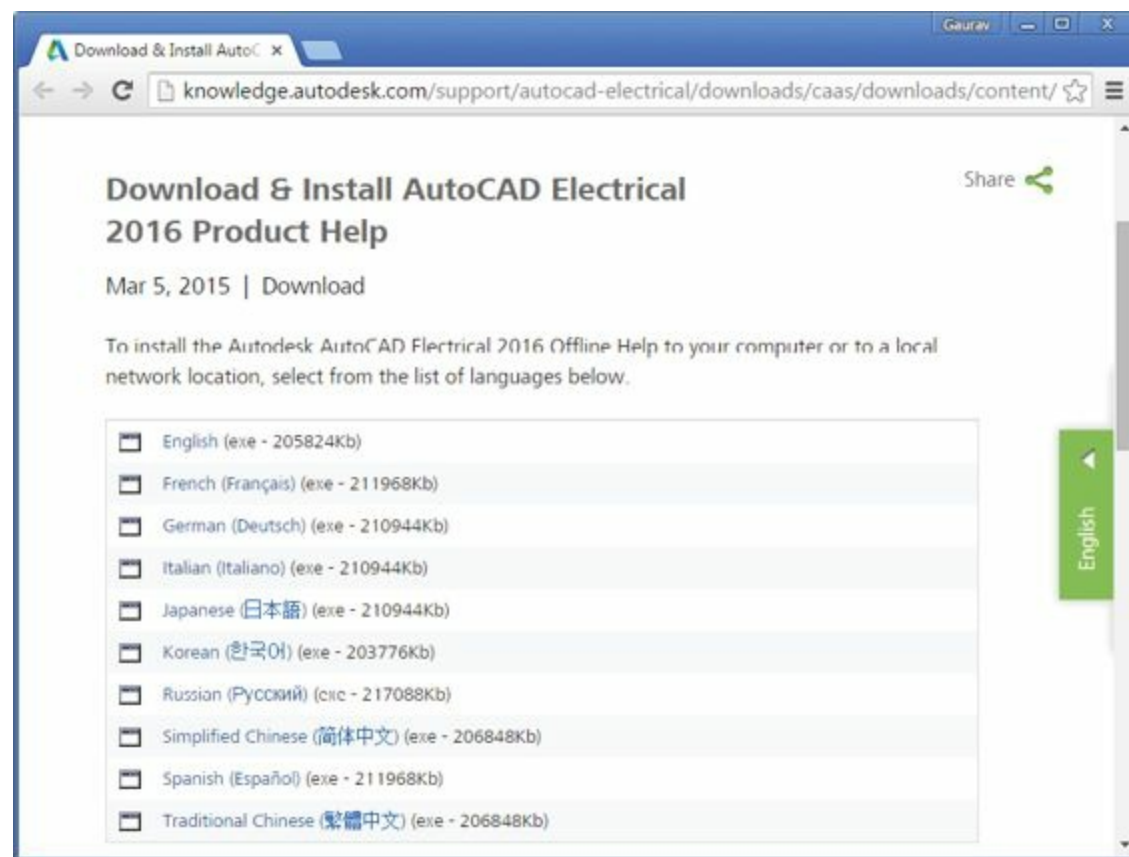 Gaurav
Download & Install AutoC
knowledge.autodesk.com/support/autocad-electrical/downloads/caas/downloads/content/
Download & Install AutoCAD Electrical
2016 Product Help
Share
Mar 5, 2015 | Download
To install the Autodesk AutoCAD Electrical 2016 Offline Help to your computer or to a local
network location, select from the list of languages below.
English (exe - 205824Kb)
French (Français) (exe - 211968Kb)
German (Deutsch) (exe - 210944Kb)
Italian (Italiano) (exe - 210944Kb)
Japanese (日本語) (exe - 210944Kb)
Korean (한국어) (exe - 203776Kb)
Russian (Русский) (exe - 217088Kb)
Simplified Chinese (简体中文) (exe - 206848Kb)
Spanish (Español) (exe - 211968Kb)
Traditional Chinese (繁體中文) (exe - 206848Kb)
English